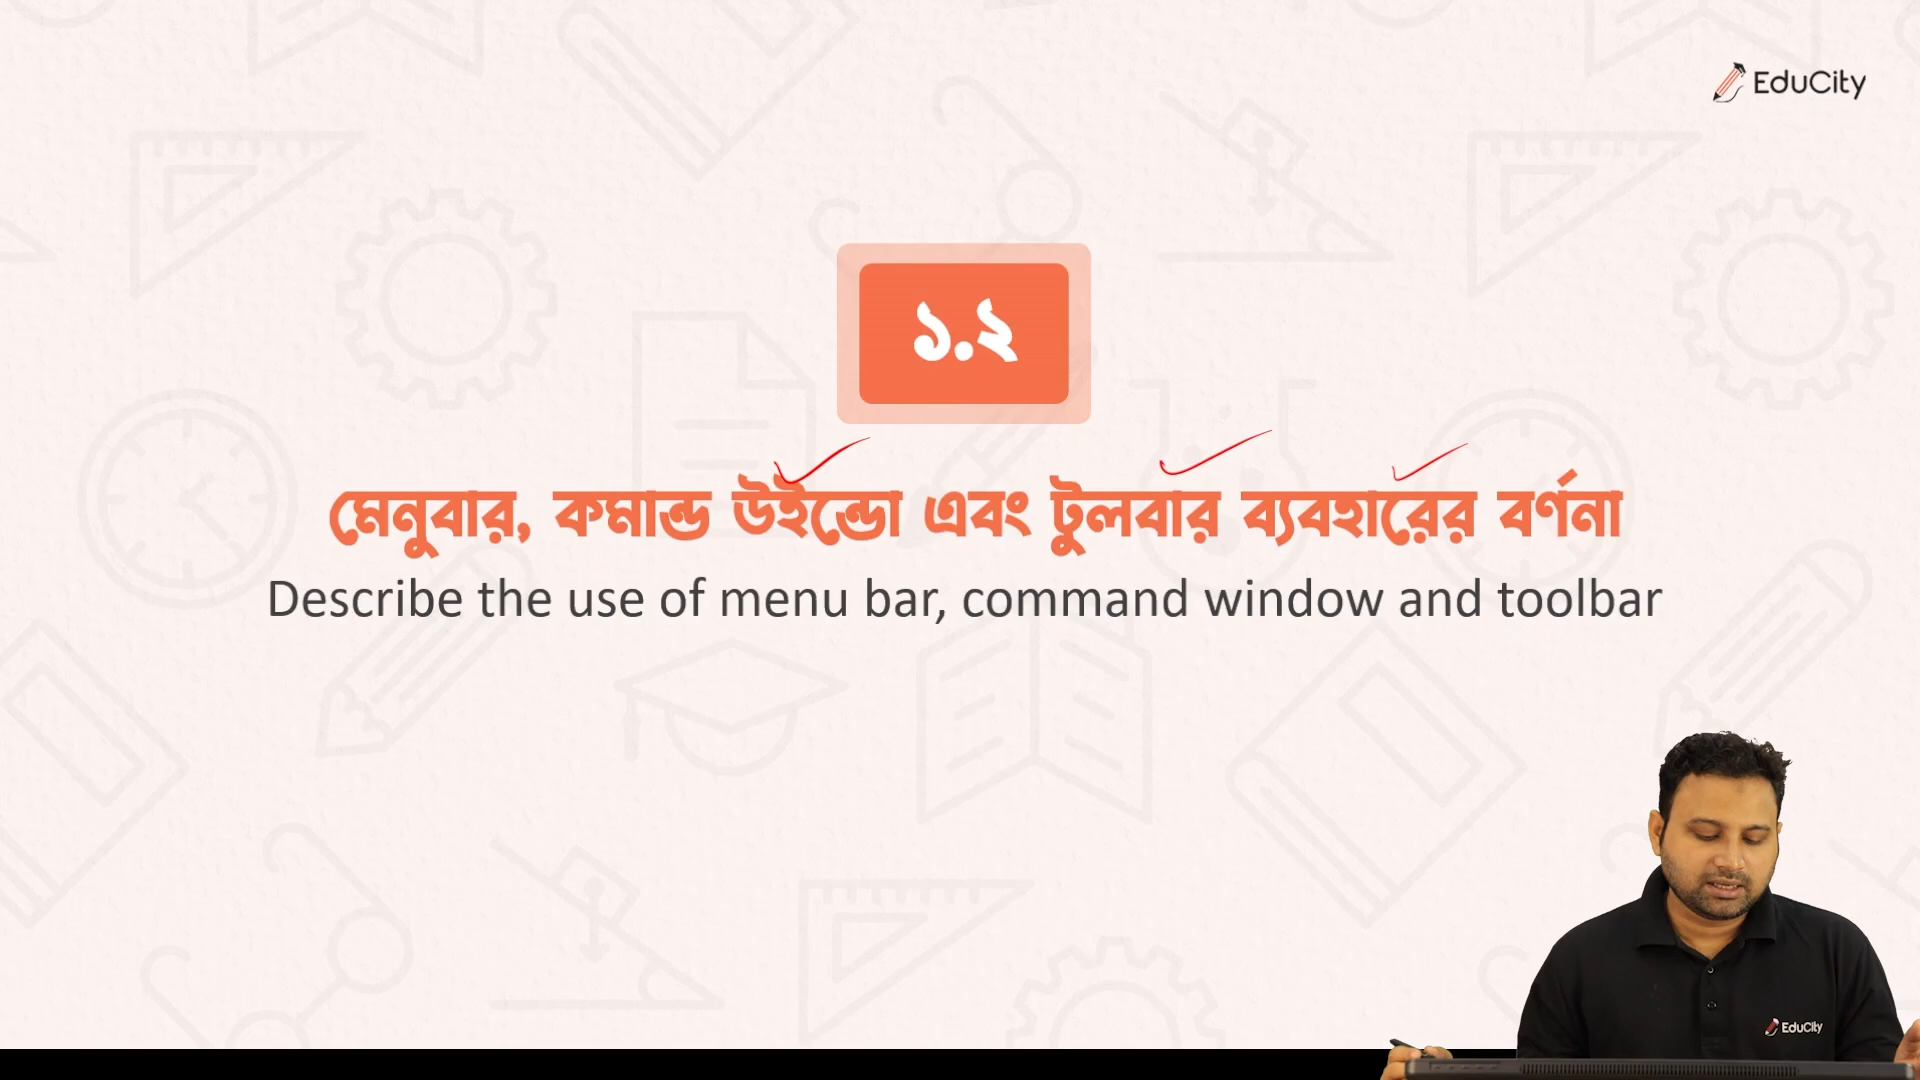 EduCity
১.২
মেনুবার, কমান্ড উইন্ডো এবং টুলবার ব্যবহারের বর্ণনা
Describe the use of menu bar, command window and toolbar
EduCity